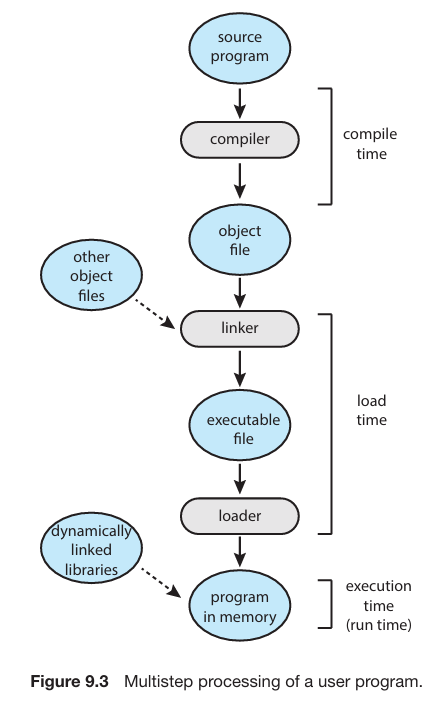 source
program
compiler
compile
time
object
file
other
object
files
linker
executable
file
load
time
loader
dynamically
linked
libraries
program
in memory
execution
time
(run time)
Figure 9.3 Multistep processing of a user program.